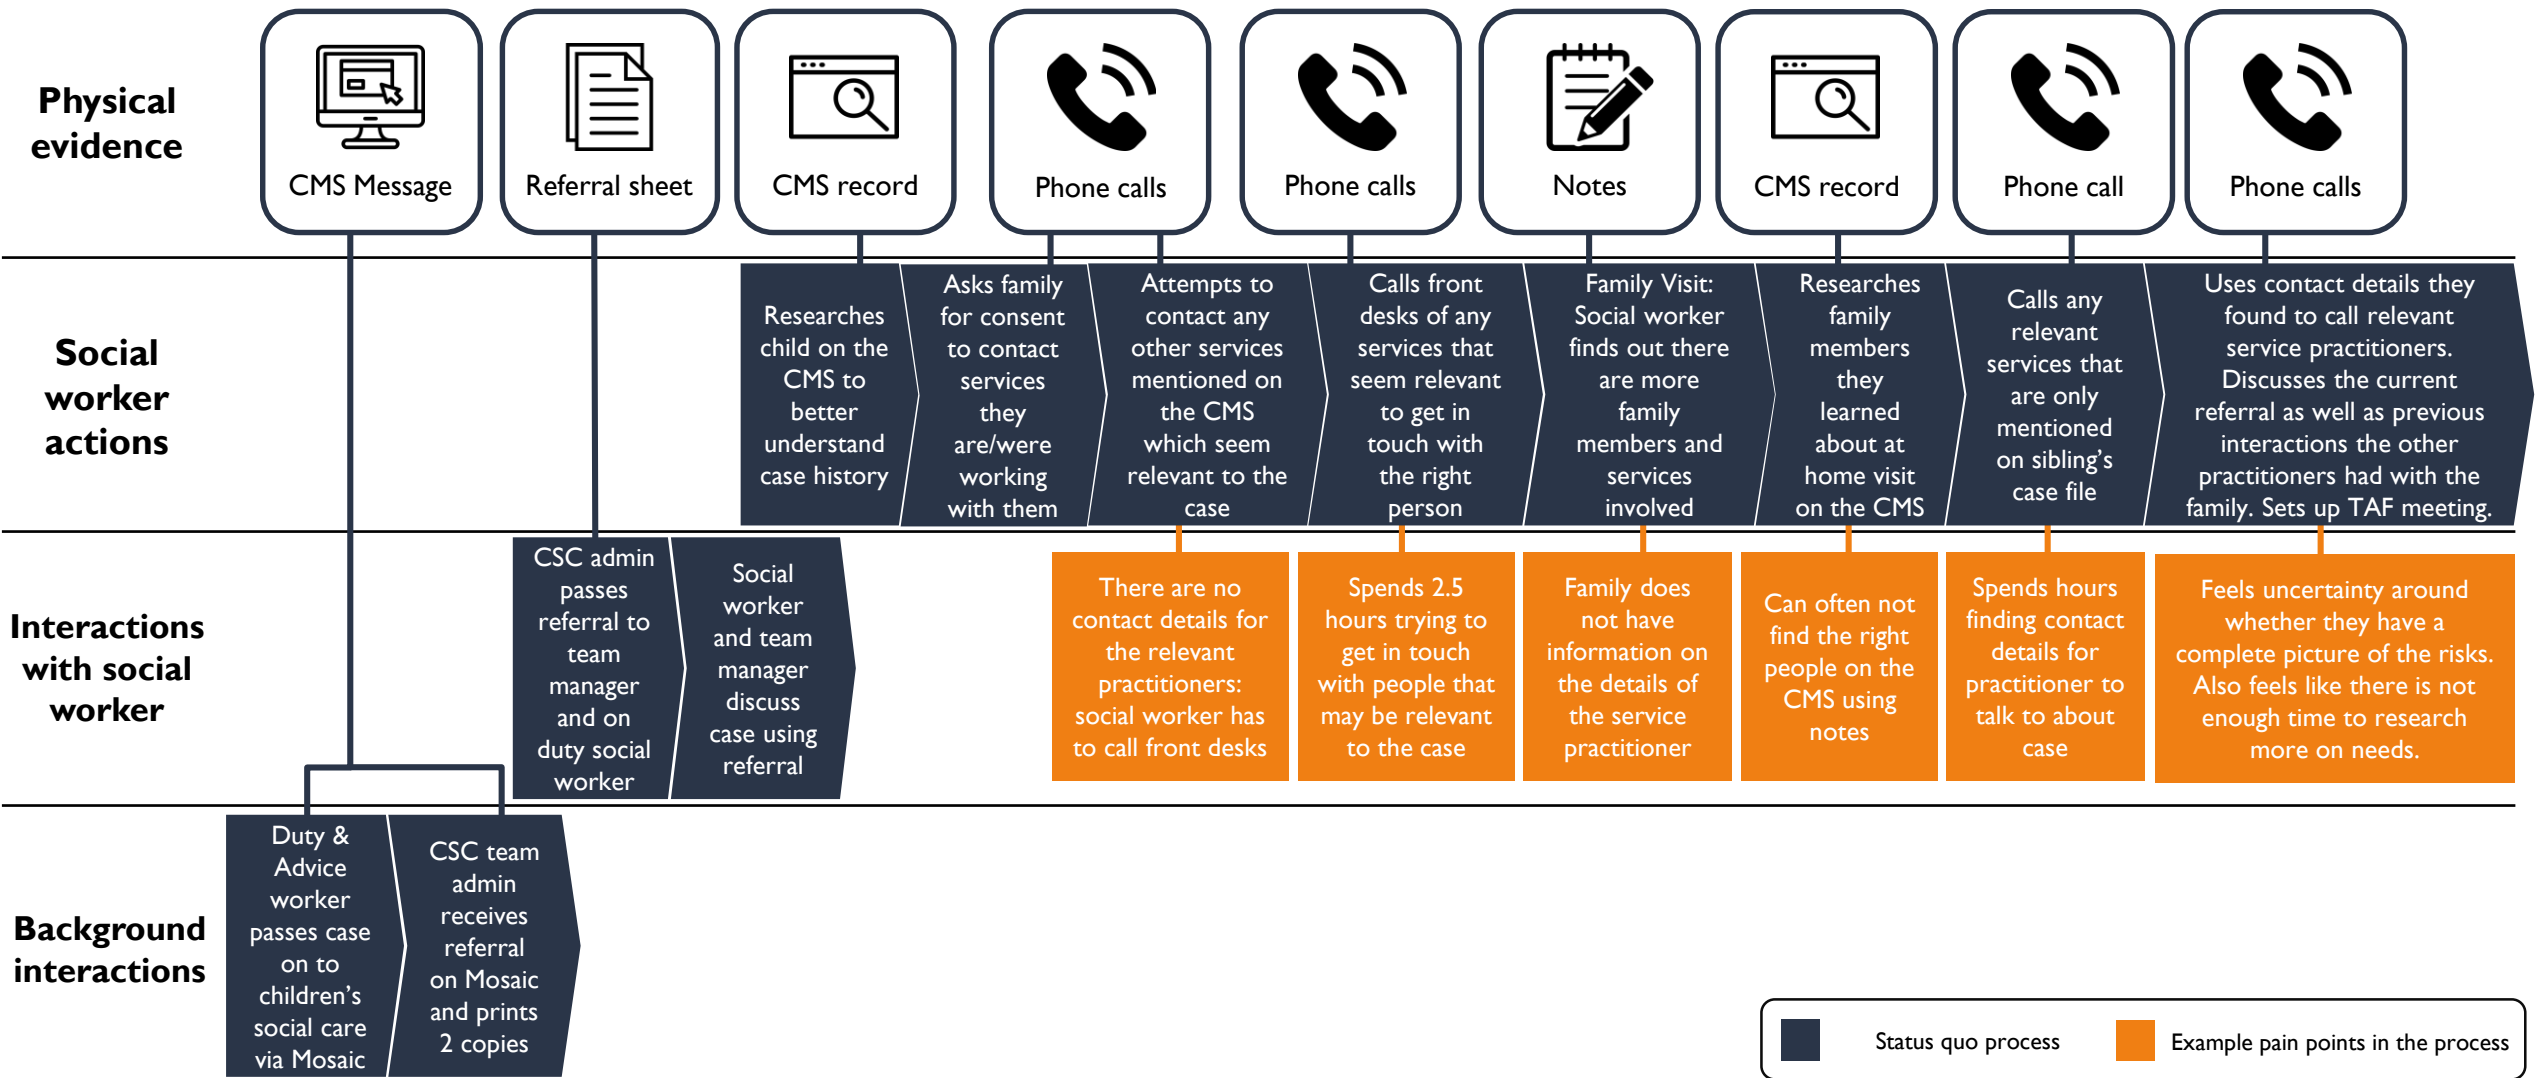 Physical
evidence
CMS Message
Referral sheet
CMS record
Phone calls
Phone calls
Notes
CMS record
Phone call
Phone calls
Social
worker
actions
Researches
child on the
CMS to
better
understand
case history
Asks family
for consent
to contact
services
they
are/were
working
with them
Attempts to
contact any
other services
mentioned on
the CMS
which seem
relevant to the
case
Calls front
desks of any
services that
seem relevant
to get in
touch with
the right
person
Family Visit:
Social worker
finds out there
are more
family
members and
services
involved
Researches
family
members
they
learned
about at
home visit
on the CMS
Calls any
relevant
services that
are only
mentioned
on sibling's
case file
Uses contact details they
found to call relevant
service practitioners.
Discusses the current
referral as well as previous
interactions the other
practitioners had with the
family. Sets up TAF meeting.
Interactions
with social
worker
CSC admin
passes
referral to
team
manager
and on
duty social
worker
Social
worker
and team
manager
discuss
case using
referral
There are no
contact details for
the relevant
practitioners:
social worker has
to call front desks
Spends 2.5
hours trying to
get in touch
with people that
may be relevant
to the case
Family does
not have
information on
the details of
the service
practitioner
Can often not
find the right
people on the
CMS using
notes
Spends hours
finding contact
details for
practitioner to
talk to about
case
Feels uncertainty around
whether they have a
complete picture of the risks.
Also feels like there is not
enough time to research
more on needs.
Background
interactions
Duty &
Advice
worker
passes case
on to
children's
social care
via Mosaic
CSC team
admin
receives
referral
on Mosaic
and prints
2 copies
Status quo process
Example pain points in the process